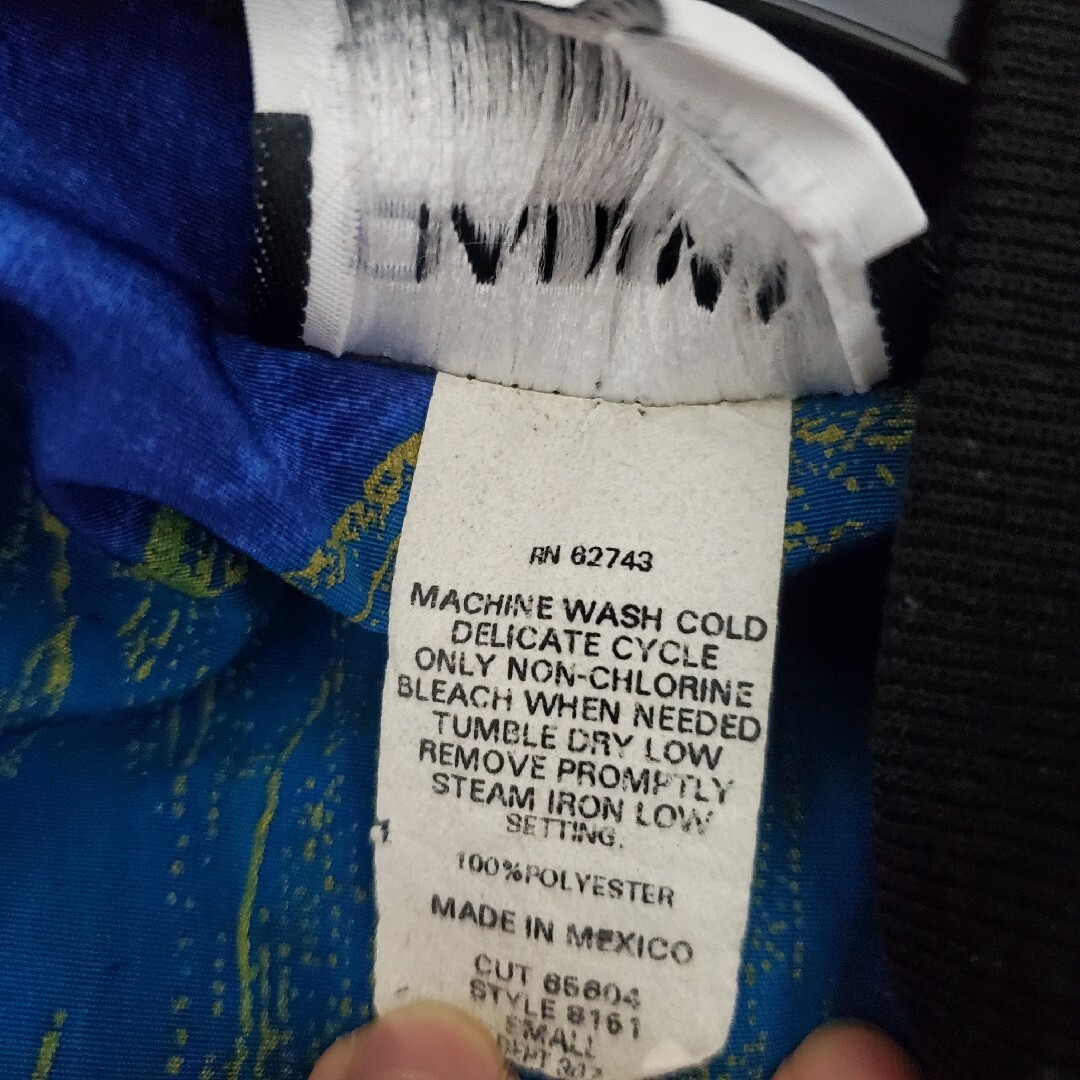 RN 62743
MACHINE WASH COLD
DELICATE CYCLE
ONLY NON-CHLORINE
BLEACH WHEN NEEDED
TUMBLE DRY LOW
REMOVE PROMPTLY
STEAM IRON LOW
SETTING.
100%POLYESTER
MADE IN MEXICO
CUT 65604
STYLE 8161
SMALL
DEPT